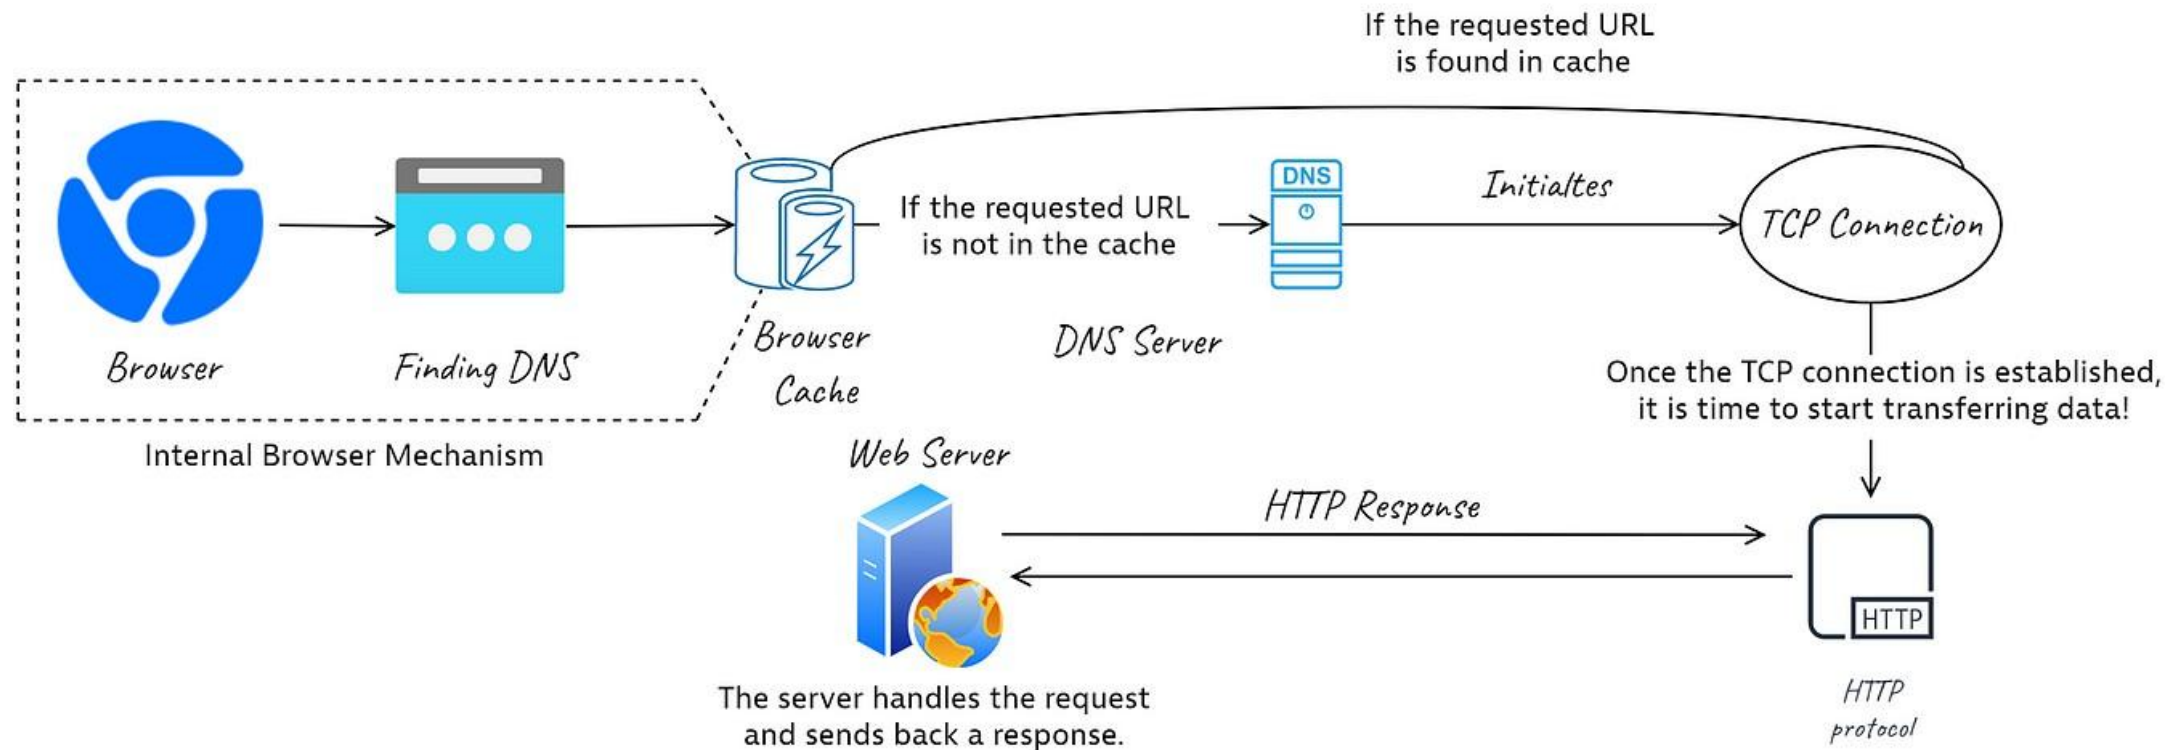 If the requested URL
is found in cache
If the requested URL
is not in the cache
DNS
Initialtes
TCP Connection
Browser
Finding DNS
Browser
Cache
DNS Server
Once the TCP connection is established,
it is time to start transferring data!
Internal Browser Mechanism
Web Server
HTTP Response
HTTP
The server handles the request
and sends back a response.
HTTP
protocol